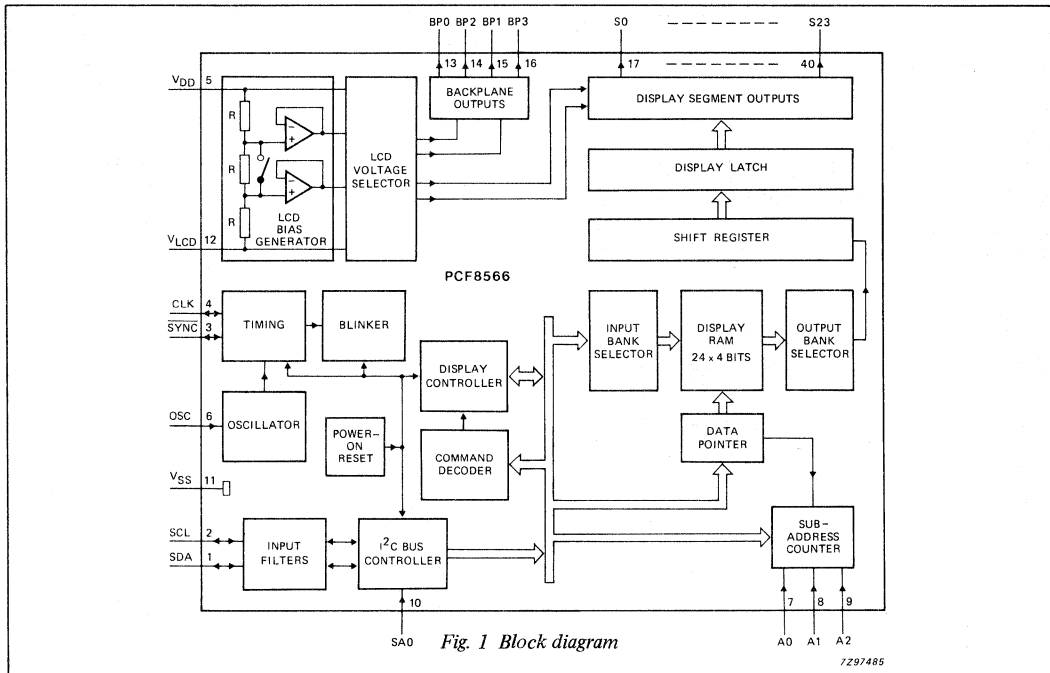 BP0 BP2 BP1 BP3 S0 S23
13 14 15 16 17 40
VDD 5
BACKPLANE
OUTPUTS
DISPLAY SEGMENT OUTPUTS
R
- +
R
- +
R
LCD
BIAS
GENERATOR
LCD
VOLTAGE
SELECTOR
DISPLAY LATCH
SHIFT REGISTER
VLCD 12
PCF8566
CLK 4
SYNC 3
TIMING
BLINKER
DISPLAY
CONTROLLER
INPUT
BANK
SELECTOR
DISPLAY
RAM
24 x 4 BITS
OUTPUT
BANK
SELECTOR
OSC 6
OSCILLATOR
POWER-
ON
RESET
COMMAND
DECODER
DATA
POINTER
VSS 11
SCL 2
SDA 1
INPUT
FILTERS
I²C BUS
CONTROLLER
SUB-
ADDRESS
COUNTER
10
SA0
7 8 9
A0 A1 A2
Fig. 1 Block diagram
7Z97485